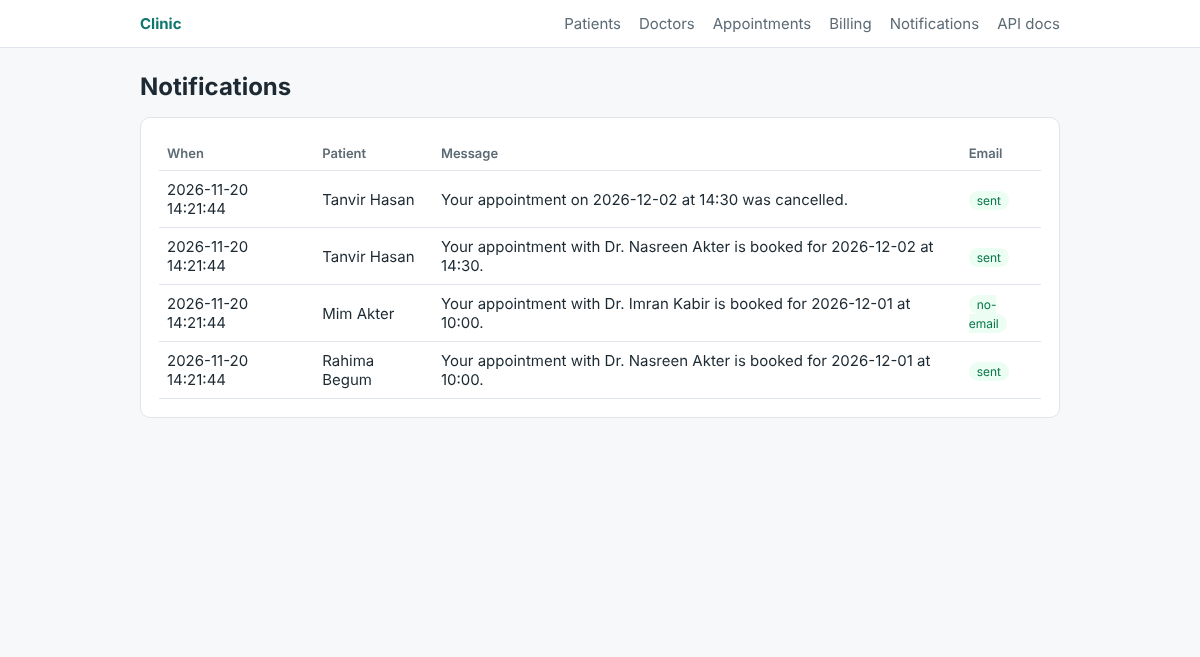 Clinic
Patients Doctors Appointments Billing Notifications API docs
Notifications
When Patient Message Email
2026-11-20
14:21:44
Tanvir Hasan
Your appointment on 2026-12-02 at 14:30 was cancelled.
sent
2026-11-20
14:21:44
Tanvir Hasan
Your appointment with Dr. Nasreen Akter is booked for 2026-12-02 at
14:30.
sent
2026-11-20
14:21:44
Mim Akter
Your appointment with Dr. Imran Kabir is booked for 2026-12-01 at
10:00.
no-
email
2026-11-20
14:21:44
Rahima
Begum
Your appointment with Dr. Nasreen Akter is booked for 2026-12-01 at
10:00.
sent